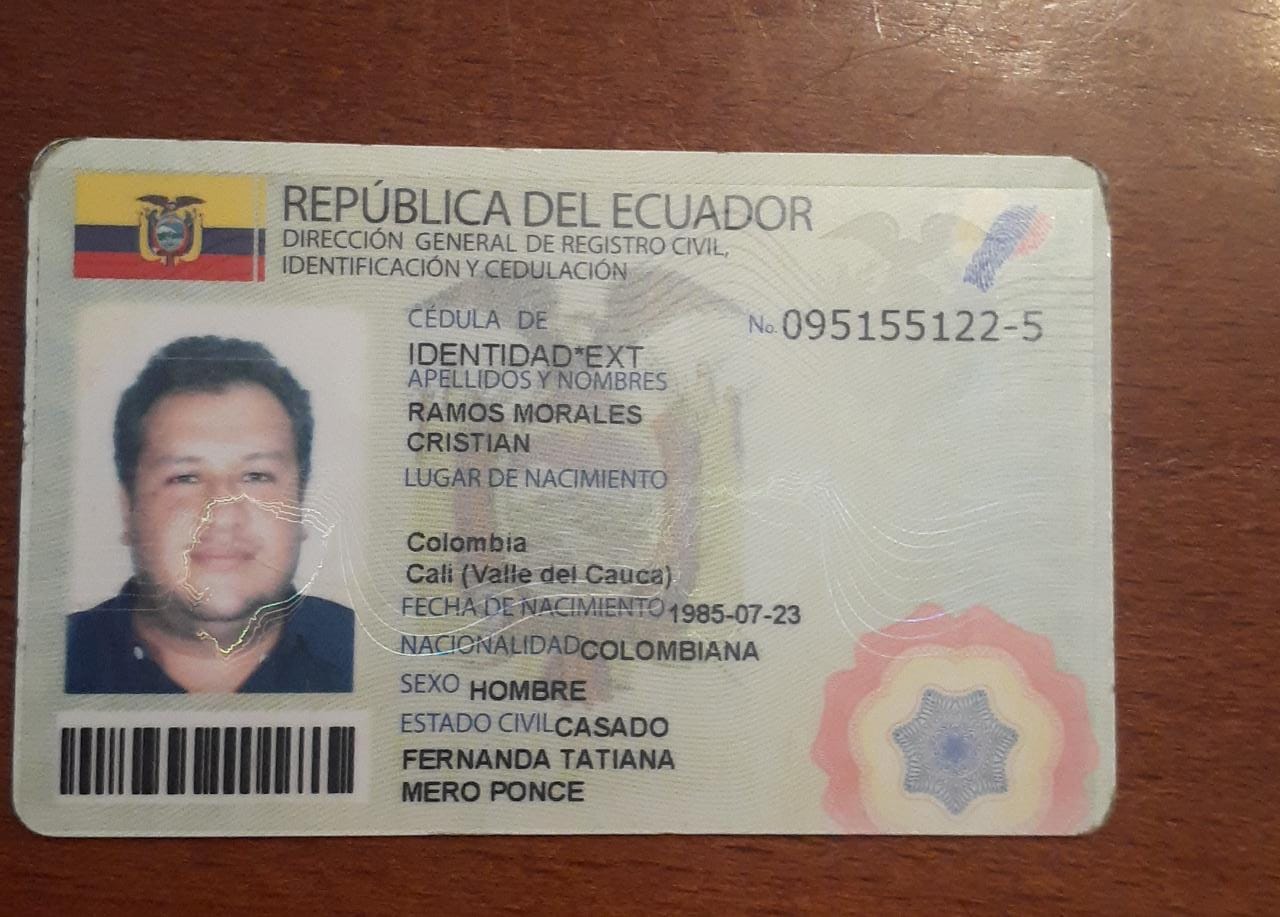 REPÚBLICA DEL ECUADOR
DIRECCIÓN GENERAL DE REGISTRO CIVIL,
IDENTIFICACIÓN Y CEDULACIÓN
CÉDULA DE No. 095155122-5
IDENTIDAD*EXT
APELLIDOS Y NOMBRES
RAMOS MORALES
CRISTIAN
LUGAR DE NACIMIENTO
Colombia
Cali (Valle del Cauca)
FECHA DE NACIMIENTO 1985-07-23
NACIONALIDAD COLOMBIANA
SEXO HOMBRE
ESTADO CIVIL CASADO
FERNANDA TATIANA
MERO PONCE